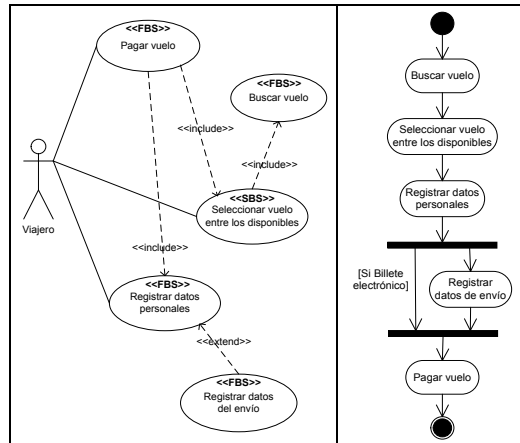 <<FBS>>
Pagar vuelo
<<FBS>>
Buscar vuelo
<<include>>
<<include>>
<<SBS>>
Seleccionar vuelo
entre los disponibles
Viajero
<<include>>
<<FBS>>
Registrar datos
personales
<<extend>>
<<FBS>>
Registrar datos
del envío
Buscar vuelo
Seleccionar vuelo
entre los disponibles
Registrar datos
personales
[Si Billete
electrónico]
Registrar
datos de envío
Pagar vuelo